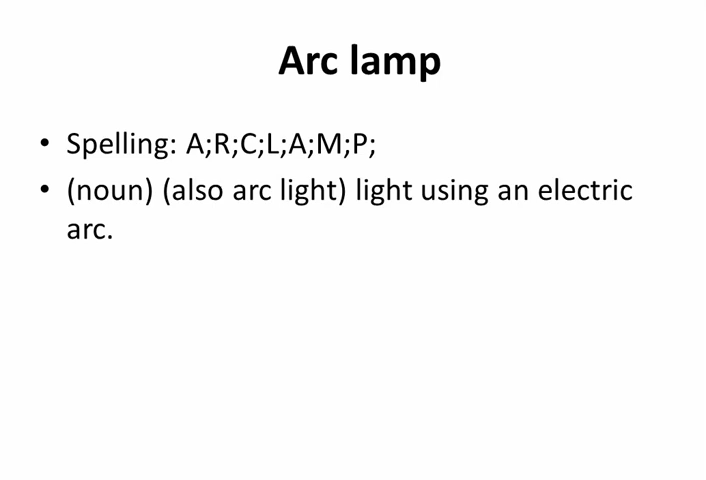 Arc lamp
• Spelling: A;R;C;L;A;M;P;
• (noun) (also arc light) light using an electric
arc.